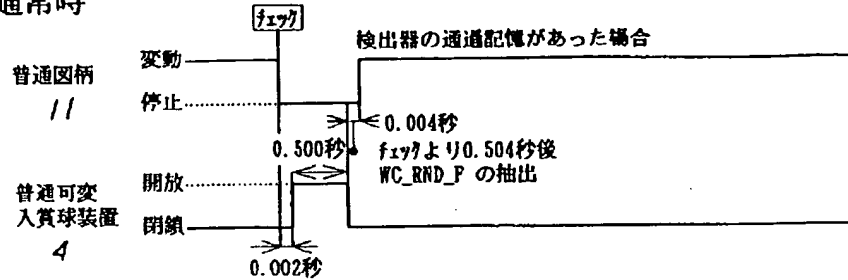 通常時
チェック
検出器の通過記憶があった場合
変動
普通図柄
11
停止
0.004秒
0.500秒
チェックより0.504秒後
WC_RND_F の抽出
開放
普通可変
入賞球装置
4
閉鎖
0.002秒